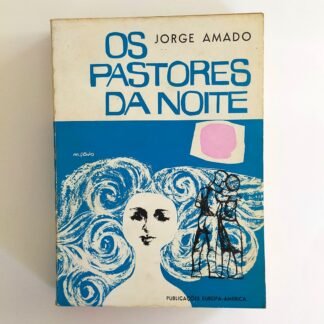 OS JORGE AMADO
PASTORES
DA NOITE
PUBLICAÇÕES EUROPA-AMÉRICA